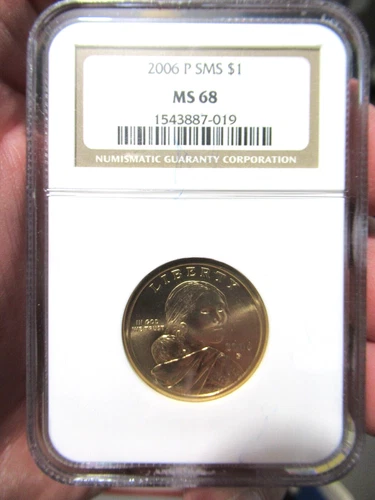 2006 P SMS $1
MS 68
1543887-019
NUMISMATIC GUARANTY CORPORATION
LIBERTY
IN GOD
WE TRUST
P